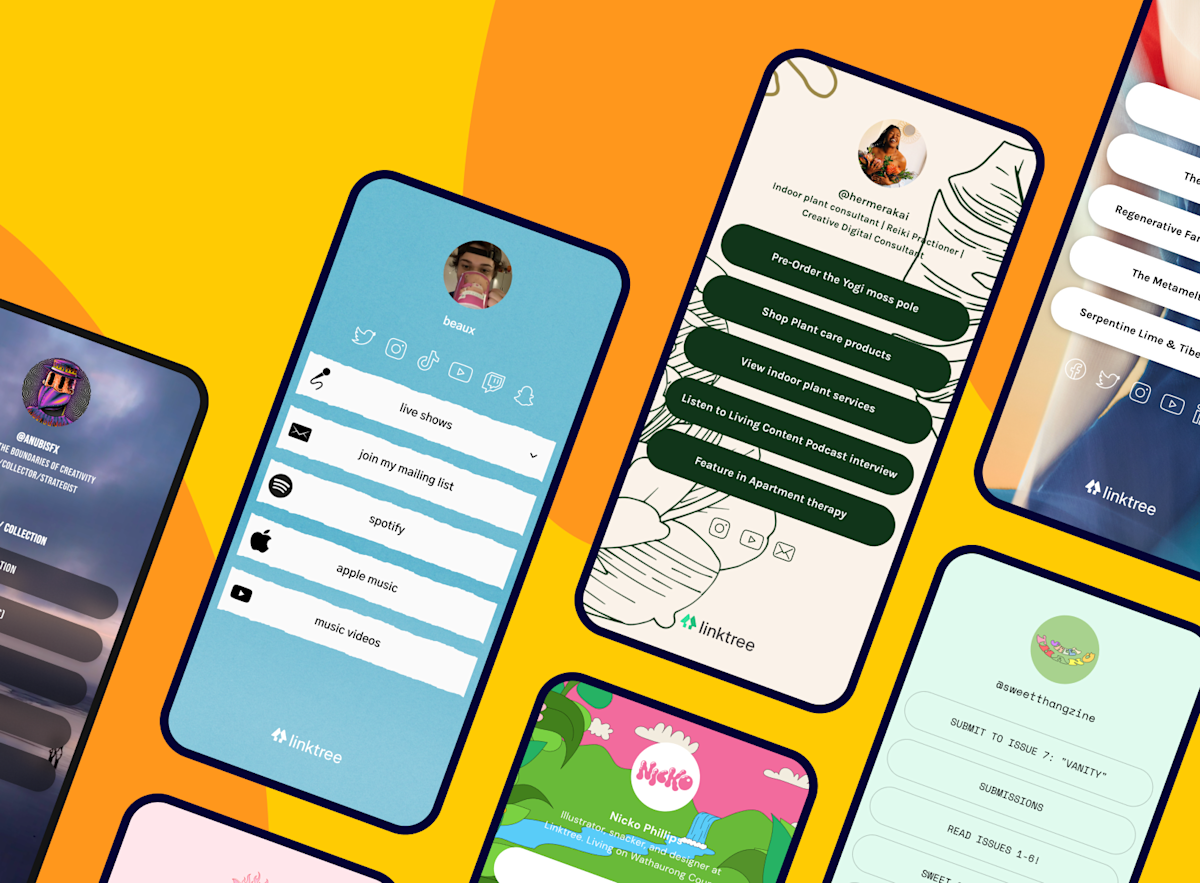 @ANUBISFX
THE BOUNDARIES OF CREATIVITY
/COLLECTOR/STRATEGIST
/ COLLECTION
beaux
live shows
join my mailing list
spotify
apple music
music videos
linktree
@hermerakai
Indoor plant consultant | Reiki Practioner |
Creative Digital Consultant
Pre-Order the Yogi moss pole
Shop Plant care products
View indoor plant services
Listen to Living Content Podcast interview
Feature in Apartment therapy
linktree
The
Regenerative Far
The Metamelu
Serpentine Lime & Tibe
linktree
Nicko
Nicko Phillips
Illustrator, snacker, and designer at
Linktree. Living on Wathaurong Coun
@sweetthangzine
SUBMIT TO ISSUE 7: "VANITY"
SUBMISSIONS
READ ISSUES 1-6!
SWEET